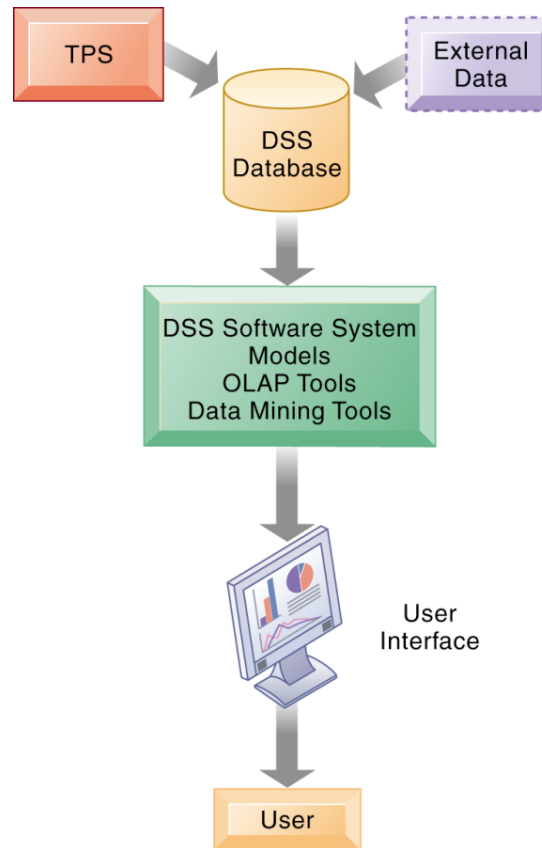 TPS
External
Data
DSS
Database
DSS Software System
Models
OLAP Tools
Data Mining Tools
User
Interface
User